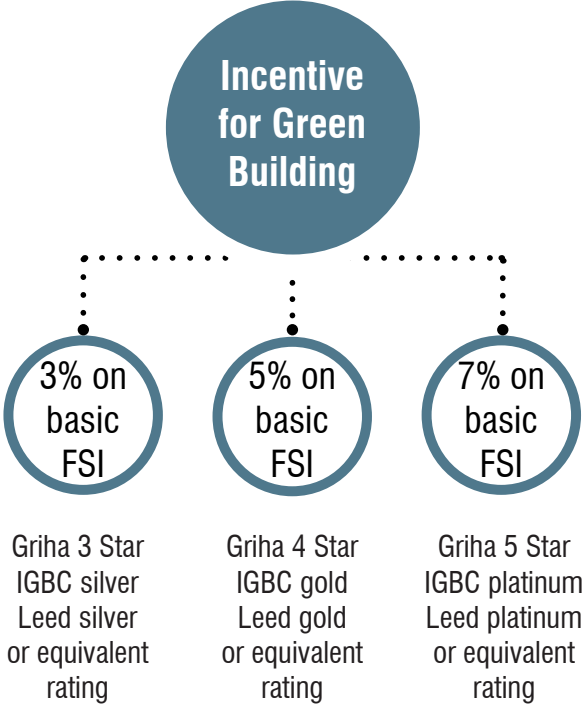 Incentive
for Green
Building
3% on
basic
FSI
5% on
basic
FSI
7% on
basic
FSI
Griha 3 Star
IGBC silver
Leed silver
or equivalent
rating
Griha 4 Star
IGBC gold
Leed gold
or equivalent
rating
Griha 5 Star
IGBC platinum
Leed platinum
or equivalent
rating